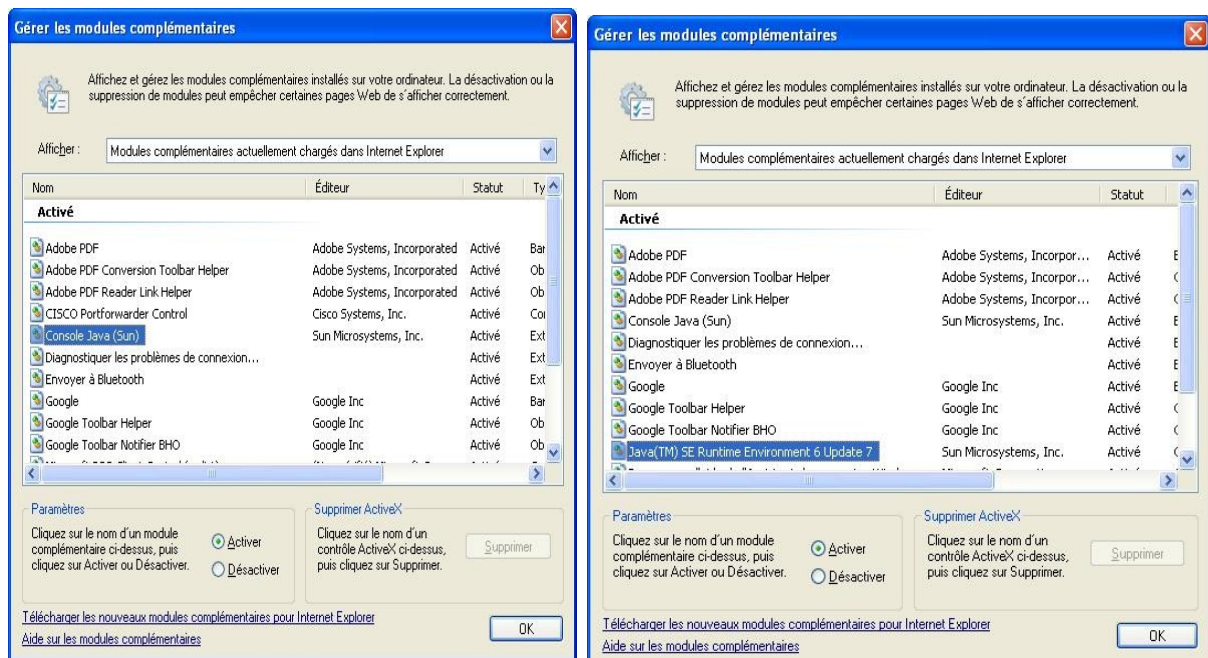 Gérer les modules complémentaires
Affichez et gérez les modules complémentaires installés sur votre ordinateur. La désactivation ou la
suppression de modules peut empêcher certaines pages Web de s´afficher correctement.
Afficher : Modules complémentaires actuellement chargés dans Internet Explorer
Nom Éditeur Statut Ty
Activé
Adobe PDF Adobe Systems, Incorporated Activé Bar
Adobe PDF Conversion Toolbar Helper Adobe Systems, Incorporated Activé Ob
Adobe PDF Reader Link Helper Adobe Systems, Incorporated Activé Ob
CISCO Portforwarder Control Cisco Systems, Inc. Activé Co
Console Java (Sun) Sun Microsystems, Inc. Activé Ext
Diagnostiquer les problèmes de connexion... Activé Ext
Envoyer à Bluetooth Activé Ext
Google Google Inc Activé Bar
Google Toolbar Helper Google Inc Activé Ob
Google Toolbar Notifier BHO Google Inc Activé Ob
Paramètres
Cliquez sur le nom d´un module
complémentaire ci-dessus, puis
cliquez sur Activer ou Désactiver.
Activer
Désactiver
Supprimer ActiveX
Cliquez sur le nom d´un
contrôle ActiveX ci-dessus,
puis cliquez sur Supprimer.
Supprimer
Télécharger les nouveaux modules complémentaires pour Internet Explorer
Aide sur les modules complémentaires
OK
Gérer les modules complémentaires
Affichez et gérez les modules complémentaires installés sur votre ordinateur. La désactivation ou la
suppression de modules peut empêcher certaines pages Web de s´afficher correctement.
Afficher : Modules complémentaires actuellement chargés dans Internet Explorer
Nom Éditeur Statut
Activé
Adobe PDF Adobe Systems, Incorpor... Activé
Adobe PDF Conversion Toolbar Helper Adobe Systems, Incorpor... Activé
Adobe PDF Reader Link Helper Adobe Systems, Incorpor... Activé
Console Java (Sun) Sun Microsystems, Inc. Activé
Diagnostiquer les problèmes de connexion... Activé
Envoyer à Bluetooth Activé
Google Google Inc Activé
Google Toolbar Helper Google Inc Activé
Google Toolbar Notifier BHO Google Inc Activé
Java(TM) SE Runtime Environment 6 Update 7 Sun Microsystems, Inc. Activé
Paramètres
Cliquez sur le nom d´un module
complémentaire ci-dessus, puis
cliquez sur Activer ou Désactiver.
Activer
Désactiver
Supprimer ActiveX
Cliquez sur le nom d´un
contrôle ActiveX ci-dessus,
puis cliquez sur Supprimer.
Supprimer
Télécharger les nouveaux modules complémentaires pour Internet Explorer
Aide sur les modules complémentaires
OK